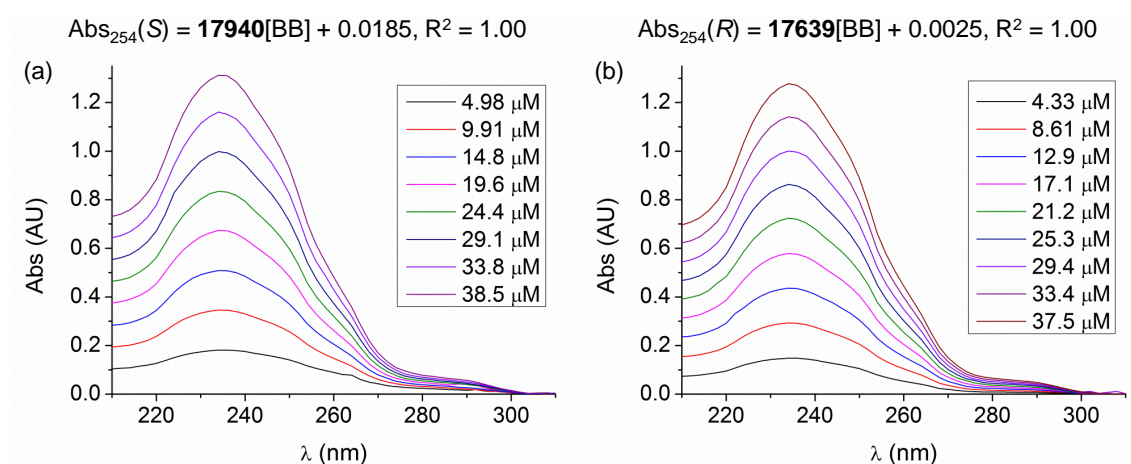 Abs₂₅₄(S) = 17940[BB] + 0.0185, R² = 1.00
Abs₂₅₄(R) = 17639[BB] + 0.0025, R² = 1.00
(a)
Abs (AU)
1.2
1.0
0.8
0.6
0.4
0.2
0.0
220
240
260
280
300
λ (nm)
4.98 μM
9.91 μM
14.8 μM
19.6 μM
24.4 μM
29.1 μM
33.8 μM
38.5 μM
(b)
Abs (AU)
1.2
1.0
0.8
0.6
0.4
0.2
0.0
220
240
260
280
300
λ (nm)
4.33 μM
8.61 μM
12.9 μM
17.1 μM
21.2 μM
25.3 μM
29.4 μM
33.4 μM
37.5 μM